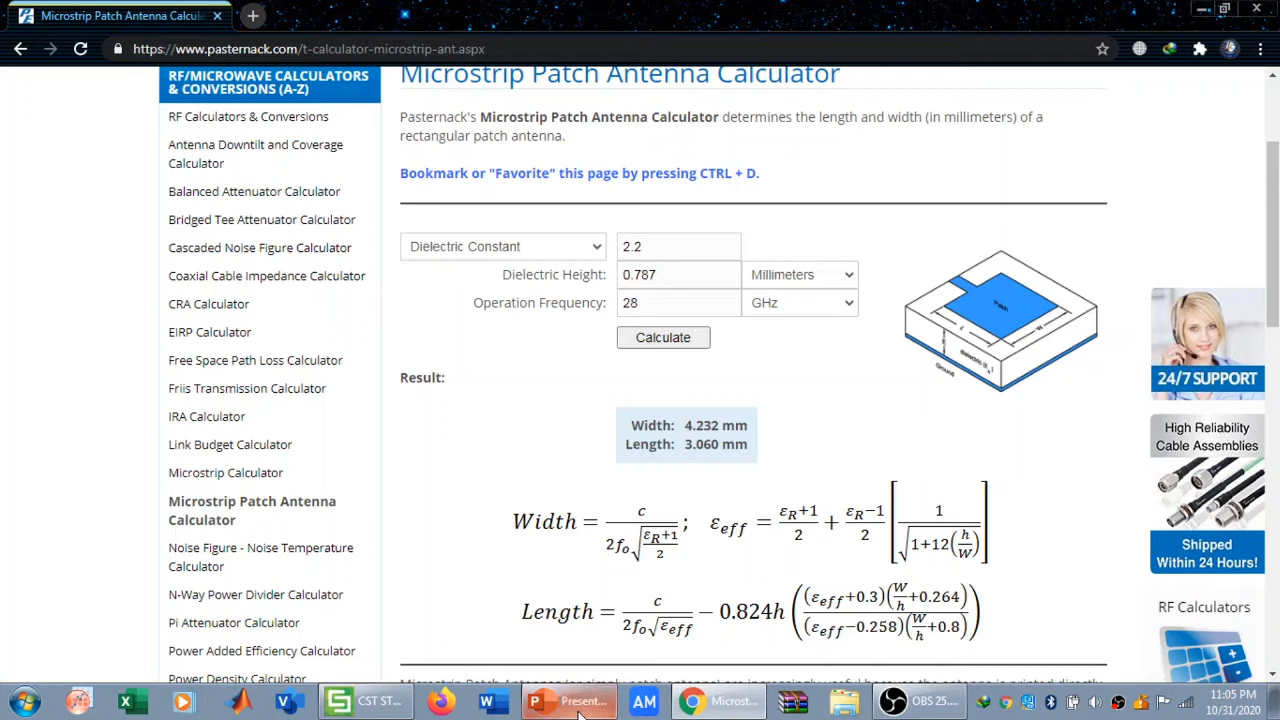 Microstrip Patch Antenna Calcula
https://www.pasternack.com/t-calculator-microstrip-ant.aspx
RF/MICROWAVE CALCULATORS
& CONVERSIONS (A-Z)
RF Calculators & Conversions
Antenna Downtilt and Coverage
Calculator
Balanced Attenuator Calculator
Bridged Tee Attenuator Calculator
Cascaded Noise Figure Calculator
Coaxial Cable Impedance Calculator
CRA Calculator
EIRP Calculator
Free Space Path Loss Calculator
Friis Transmission Calculator
IRA Calculator
Link Budget Calculator
Microstrip Calculator
Microstrip Patch Antenna
Calculator
Noise Figure - Noise Temperature
Calculator
N-Way Power Divider Calculator
Pi Attenuator Calculator
Power Added Efficiency Calculator
Power Density Calculator
Microstrip Patch Antenna Calculator
Pasternack's Microstrip Patch Antenna Calculator determines the length and width (in millimeters) of a
rectangular patch antenna.
Bookmark or "Favorite" this page by pressing CTRL + D.
Dielectric Constant 2.2
Dielectric Height: 0.787 Millimeters
Operation Frequency: 28 GHz
Calculate
Patch
L W
dielectric (εr)
Ground
Result:
Width: 4.232 mm
Length: 3.060 mm
Width = c / (2f₀√((εR+1)/2)); εeff = (εR+1)/2 + (εR−1)/2 [1/√(1+12(h/W))]
Length = c / (2f₀√εeff) − 0.824h ((εeff+0.3)(W/h+0.264) / (εeff−0.258)(W/h+0.8))
24/7 SUPPORT
High Reliability
Cable Assemblies
Shipped
Within 24 Hours!
RF Calculators
CST ST...
Present...
AM
Microst...
OBS 25....
11:05 PM
10/31/2020